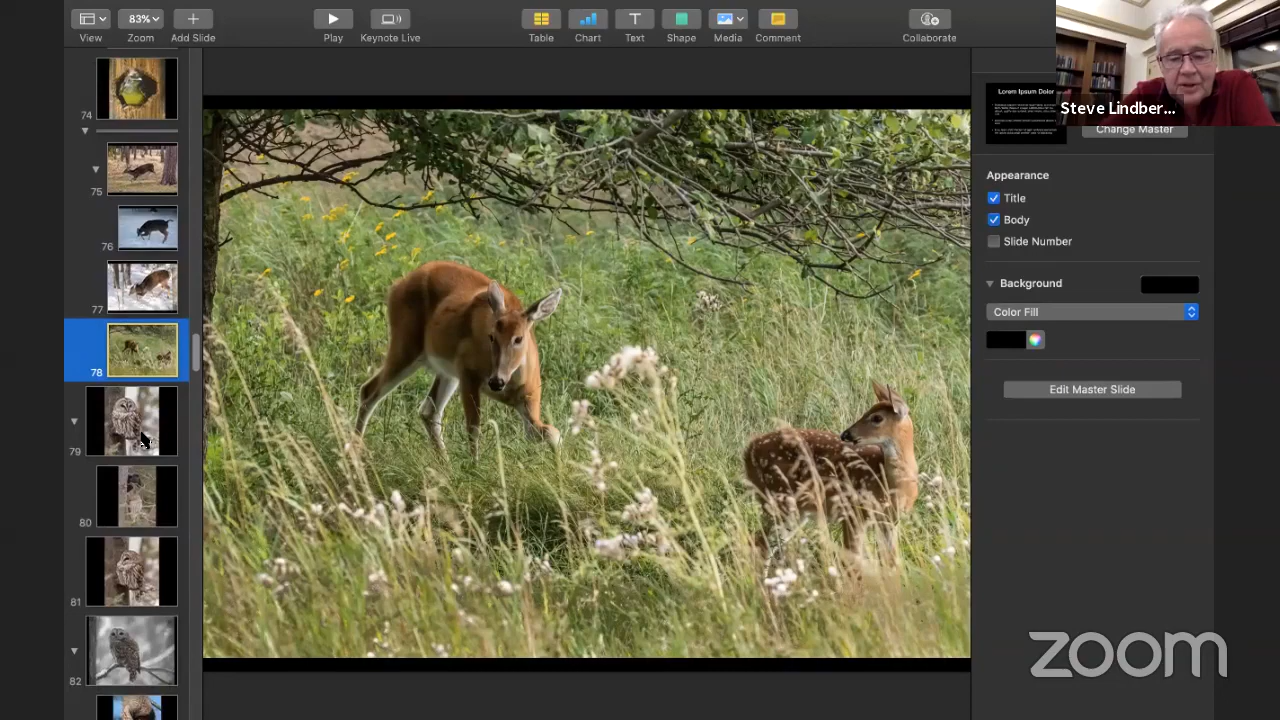 83%
View
Zoom
Add Slide
Play
Keynote Live
Table
Chart
Text
Shape
Media
Comment
Collaborate
Steve Lindber...
Lorem Ipsum Dolor
Change Master
Appearance
Title
Body
Slide Number
Background
Color Fill
Edit Master Slide
74
75
76
77
78
79
80
81
82
zoom